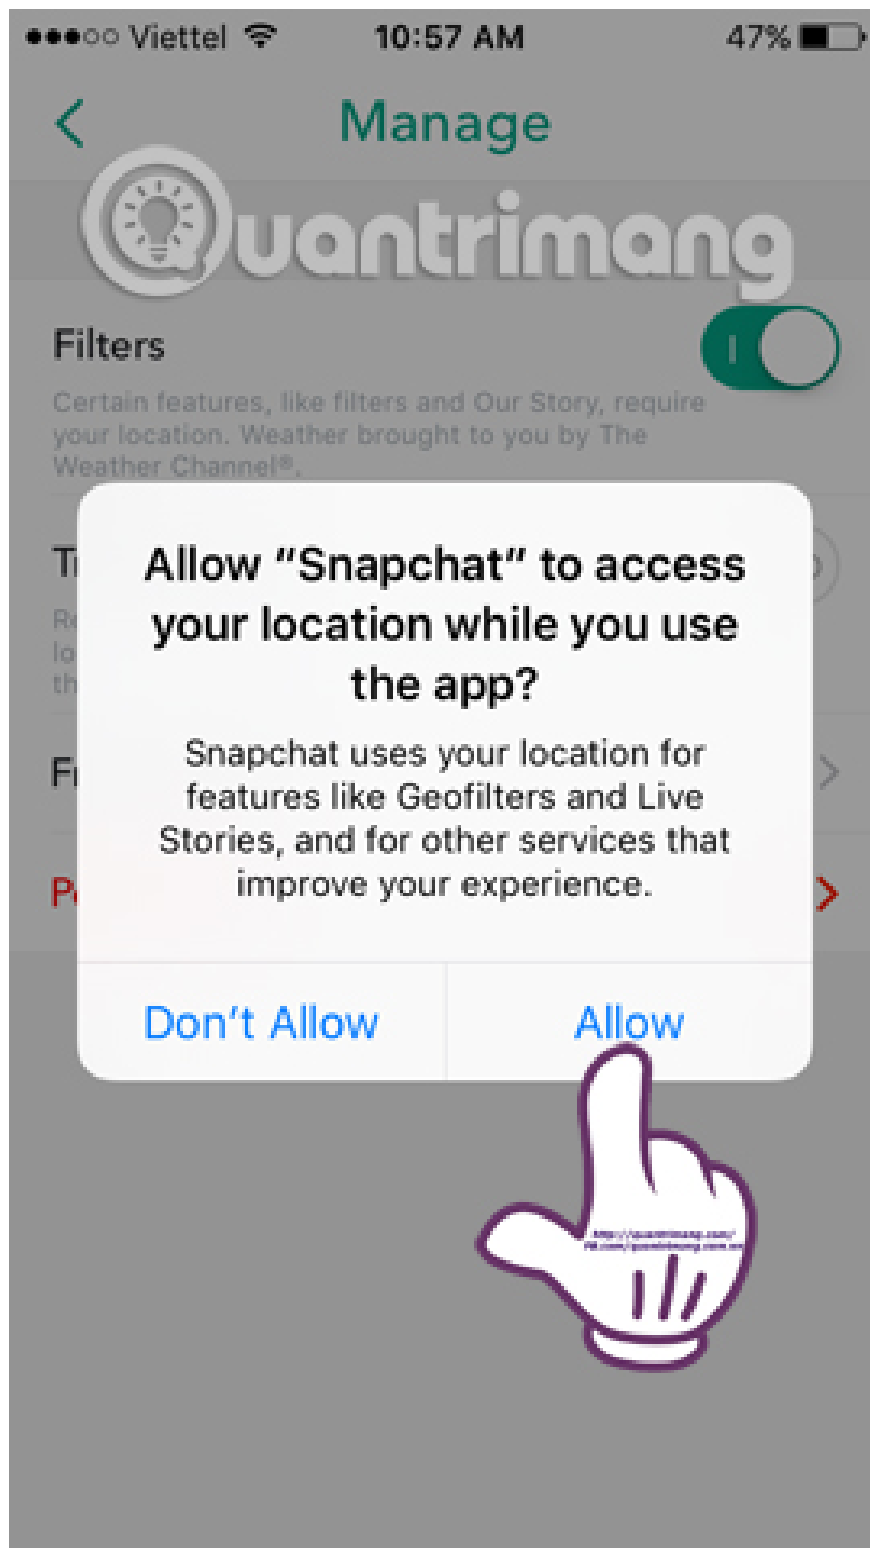 Viettel 10:57 AM 47%
Manage
Quantrimang
Filters
Certain features, like filters and Our Story, require
your location. Weather brought to you by The
Weather Channel®.
Allow “Snapchat” to access
your location while you use
the app?
Snapchat uses your location for
features like Geofilters and Live
Stories, and for other services that
improve your experience.
Don’t Allow Allow
http://quantrimang.com/